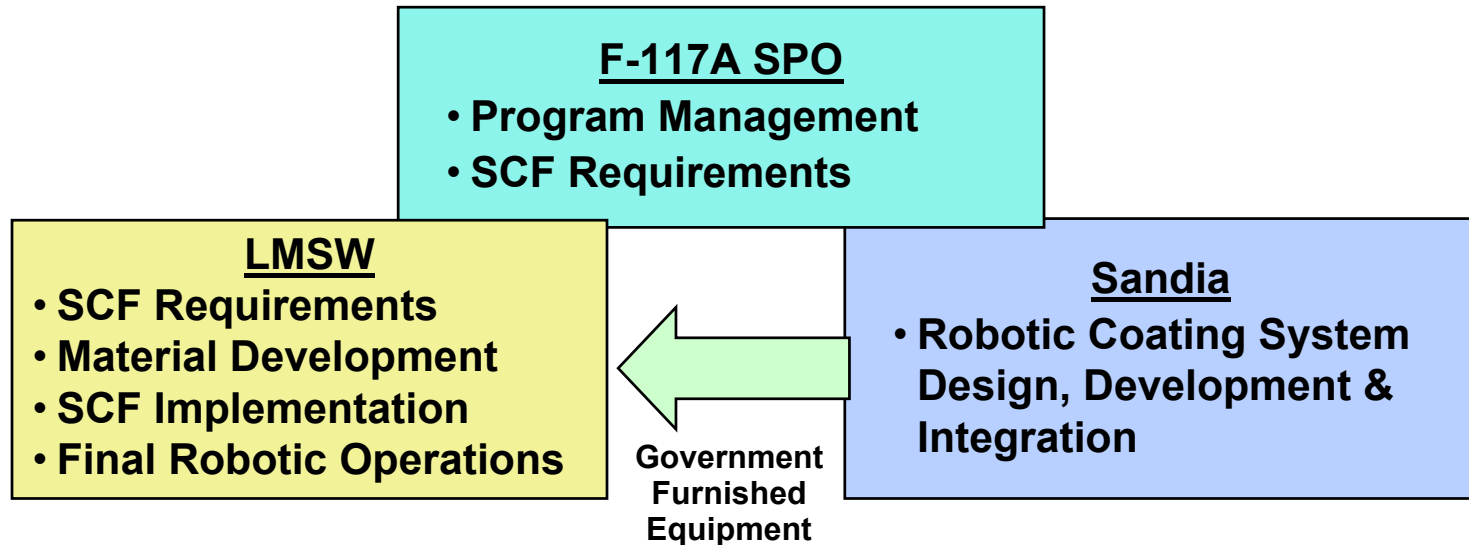 F-117A SPO
• Program Management
• SCF Requirements
LMSW
• SCF Requirements
• Material Development
• SCF Implementation
• Final Robotic Operations
Government
Furnished
Equipment
Sandia
• Robotic Coating System
Design, Development &
Integration